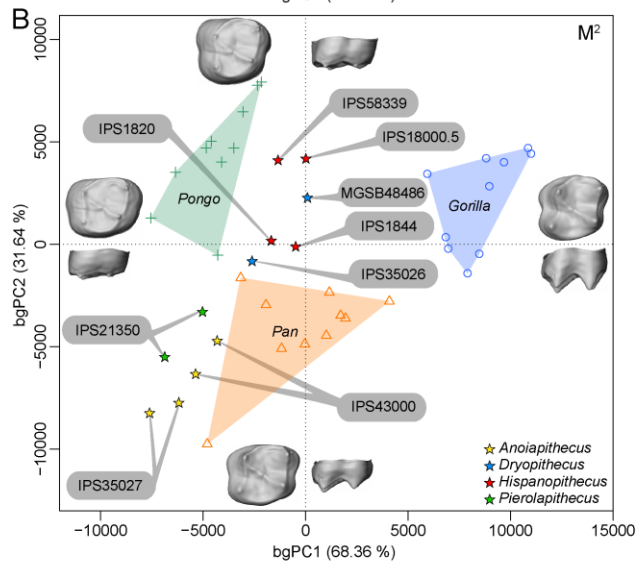 B
M²
IPS58339
IPS1820
IPS18000.5
MGSB48486
Pongo
Gorilla
IPS1844
IPS35026
Pan
IPS21350
IPS43000
IPS35027
Anoiapithecus
Dryopithecus
Hispanopithecus
Pierolapithecus
10000
5000
0
−5000
−10000
bgPC2 (31.64 %)
−10000 −5000 0 5000 10000 15000
bgPC1 (68.36 %)